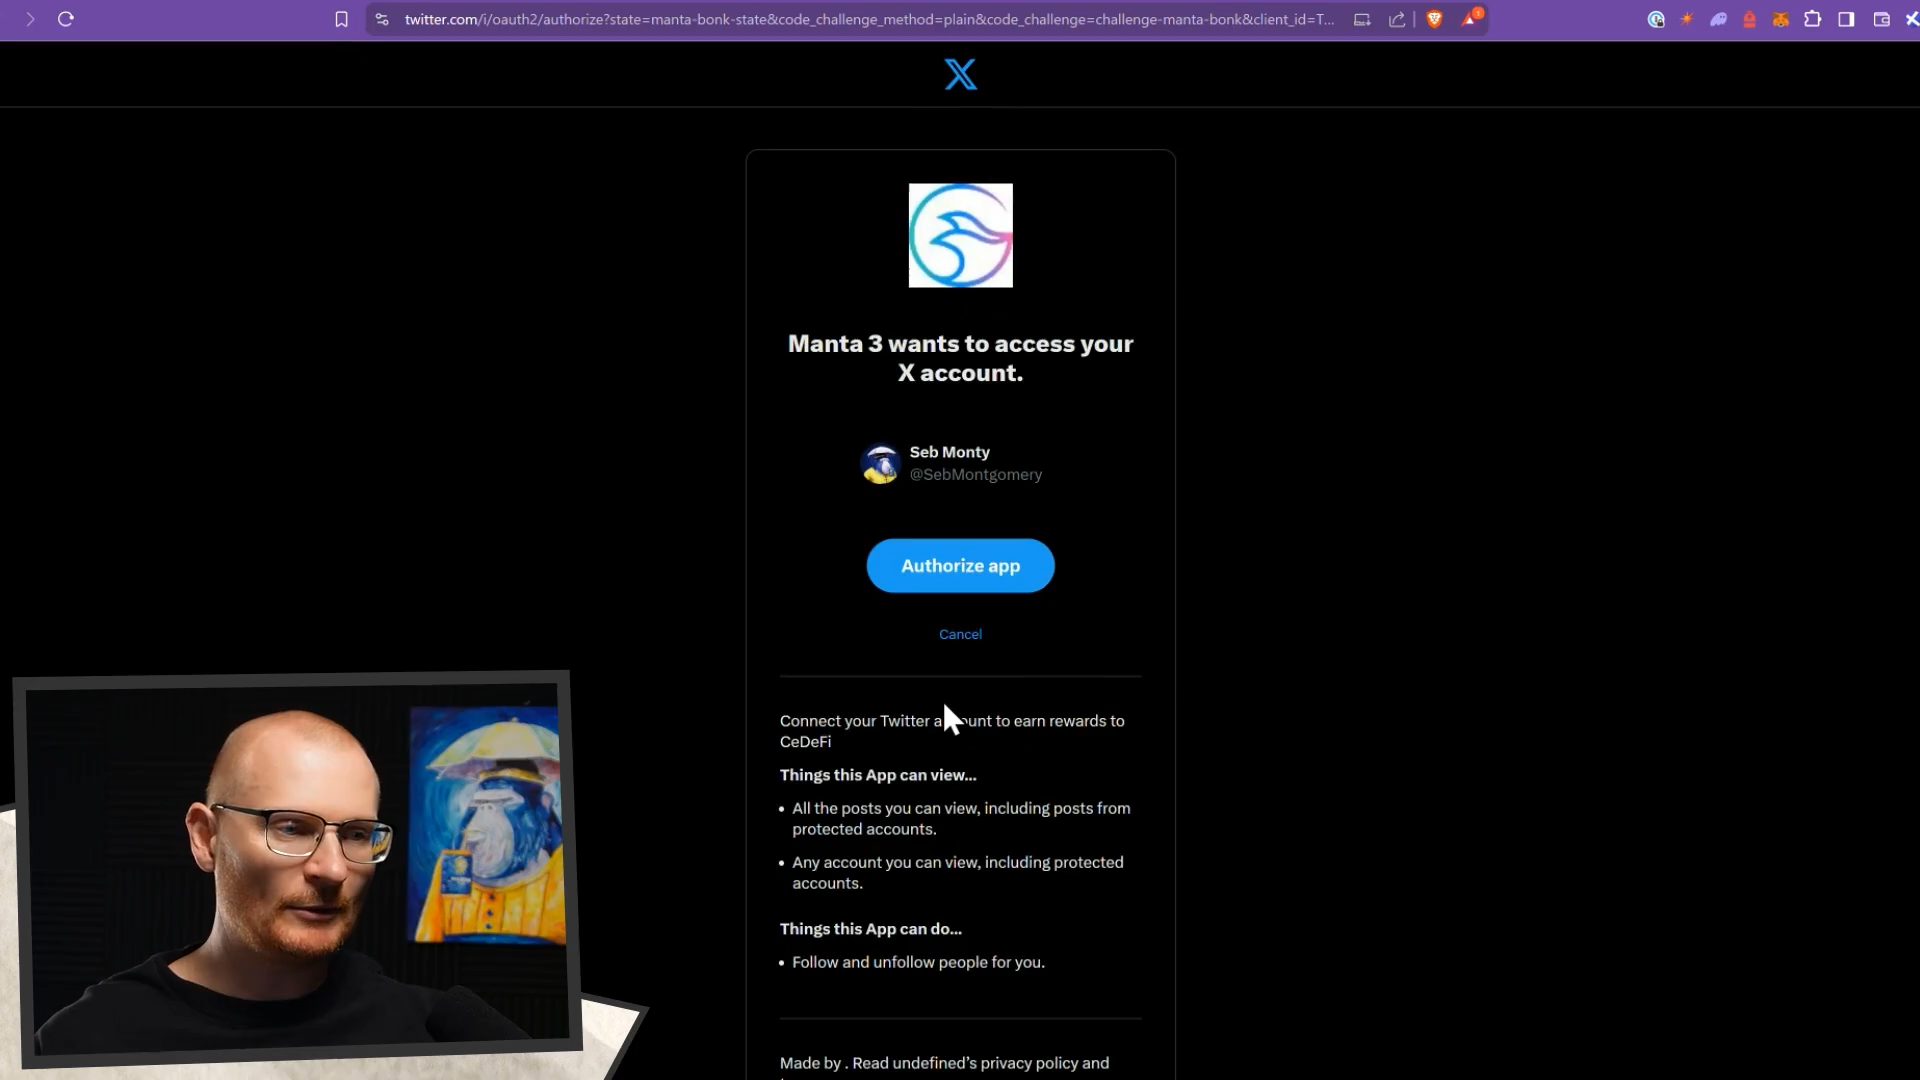 twitter.com/i/oauth2/authorize?state=manta-bonk-state&code_challenge_method=plain&code_challenge=challenge-manta-bonk&client_id=T...
Manta 3 wants to access your
X account.
Seb Monty
@SebMontgomery
Authorize app
Cancel
Connect your Twitter account to earn rewards to
CeDeFi
Things this App can view...
• All the posts you can view, including posts from
protected accounts.
• Any account you can view, including protected
accounts.
Things this App can do...
• Follow and unfollow people for you.
Made by . Read undefined’s privacy policy and